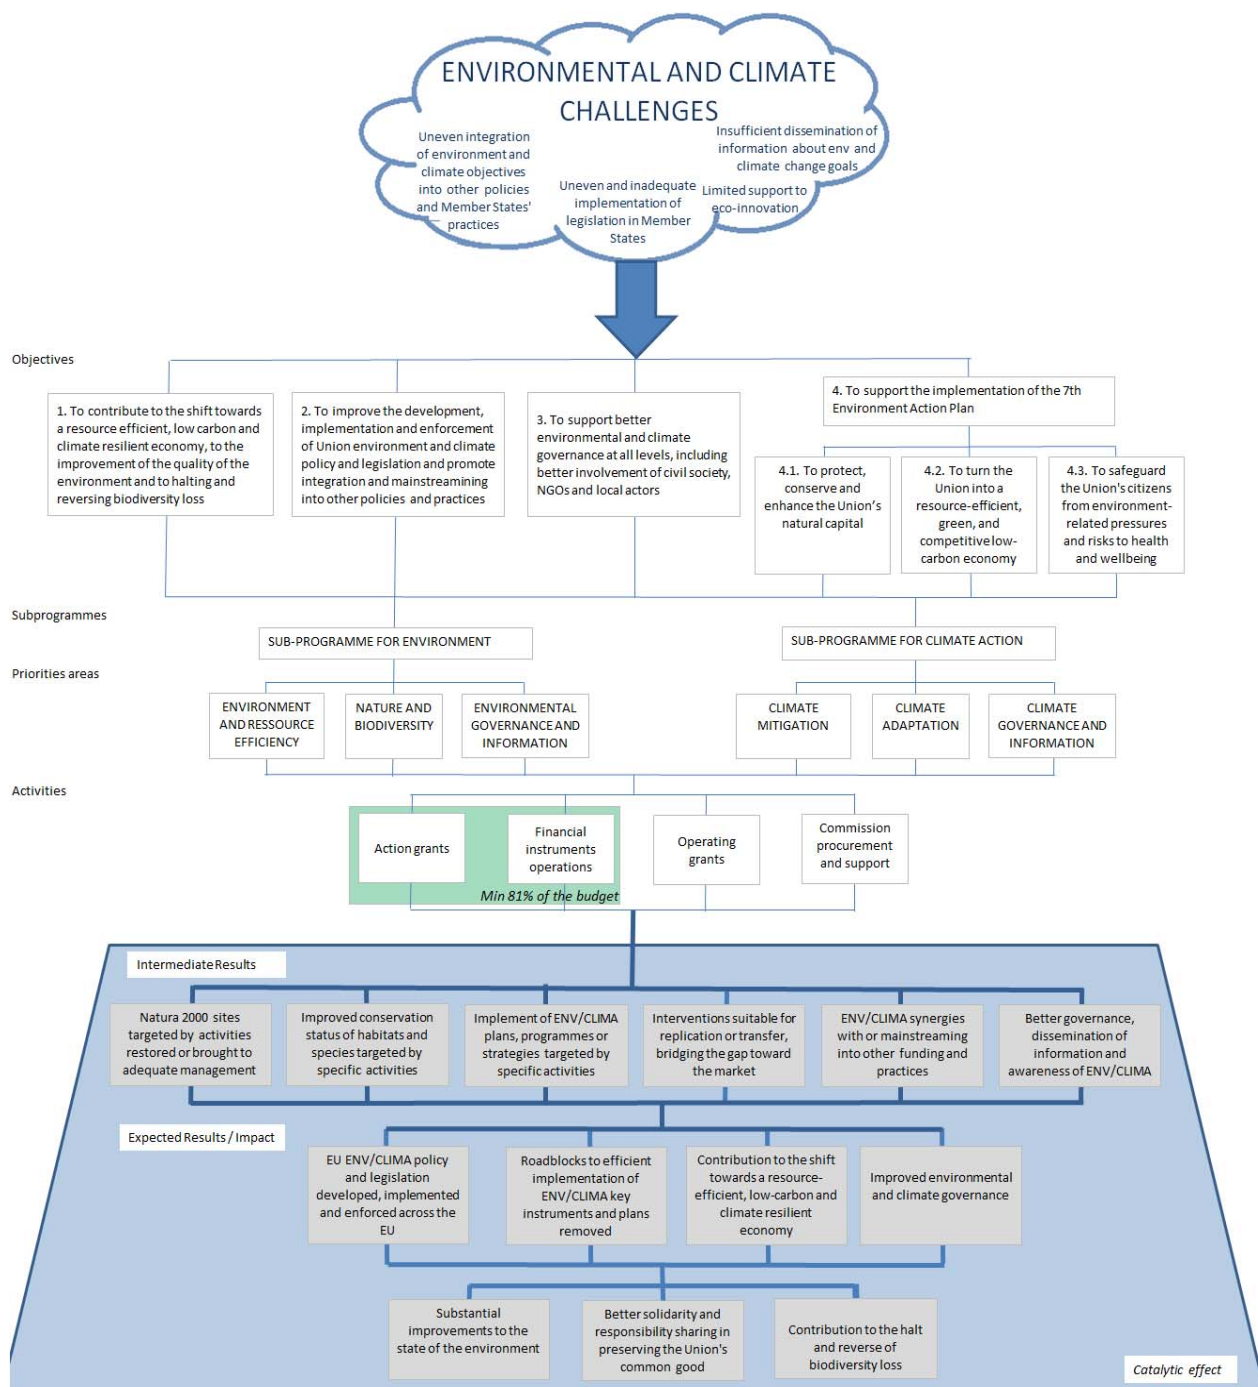 ENVIRONMENTAL AND CLIMATE
CHALLENGES
Uneven integration
of environment and
climate objectives
into other policies
and Member States'
practices
Uneven and inadequate
implementation of
legislation in Member
States
Insufficient dissemination of
information about env and
climate change goals
Limited support to
eco-innovation
Objectives
1. To contribute to the shift towards
a resource efficient, low carbon and
climate resilient economy, to the
improvement of the quality of the
environment and to halting and
reversing biodiversity loss
2. To improve the development,
implementation and enforcement
of Union environment and climate
policy and legislation and promote
integration and mainstreamining
into other policies and practices
3. To support better
environmental and climate
governance at all levels, including
better involvement of civil society,
NGOs and local actors
4. To support the implementation of the 7th
Environment Action Plan
4.1. To protect,
conserve and
enhance the Union's
natural capital
4.2. To turn the
Union into a
resource-efficient,
green, and
competitive low-
carbon economy
4.3. To safeguard
the Union's citizens
from environment-
related pressures
and risks to health
and wellbeing
Subprogrammes
SUB-PROGRAMME FOR ENVIRONMENT
SUB-PROGRAMME FOR CLIMATE ACTION
Priorities areas
ENVIRONMENT
AND RESSOURCE
EFFICIENCY
NATURE AND
BIODIVERSITY
ENVIRONMENTAL
GOVERNANCE AND
INFORMATION
CLIMATE
MITIGATION
CLIMATE
ADAPTATION
CLIMATE
GOVERNANCE AND
INFORMATION
Activities
Action grants
Financial
instruments
operations
Operating
grants
Commission
procurement
and support
Min 81% of the budget
Intermediate Results
Natura 2000 sites
targeted by activities
restored or brought to
adequate management
Improved conservation
status of habitats and
species targeted by
specific activities
Implement of ENV/CLIMA
plans, programmes or
strategies targeted by
specific activities
Interventions suitable for
replication or transfer,
bridging the gap toward
the market
ENV/CLIMA synergies
with or mainstreaming
into other funding and
practices
Better governance,
dissemination of
information and
awareness of ENV/CLIMA
Expected Results / Impact
EU ENV/CLIMA policy
and legislation
developed, implemented
and enforced across the
EU
Roadblocks to efficient
implementation of
ENV/CLIMA key
instruments and plans
removed
Contribution to the shift
towards a resource-
efficient, low-carbon and
climate resilient
economy
Improved environmental
and climate governance
Substantial
improvements to the
state of the environment
Better solidarity and
responsibility sharing in
preserving the Union's
common good
Contribution to the halt
and reverse of
biodiversity loss
Catalytic effect